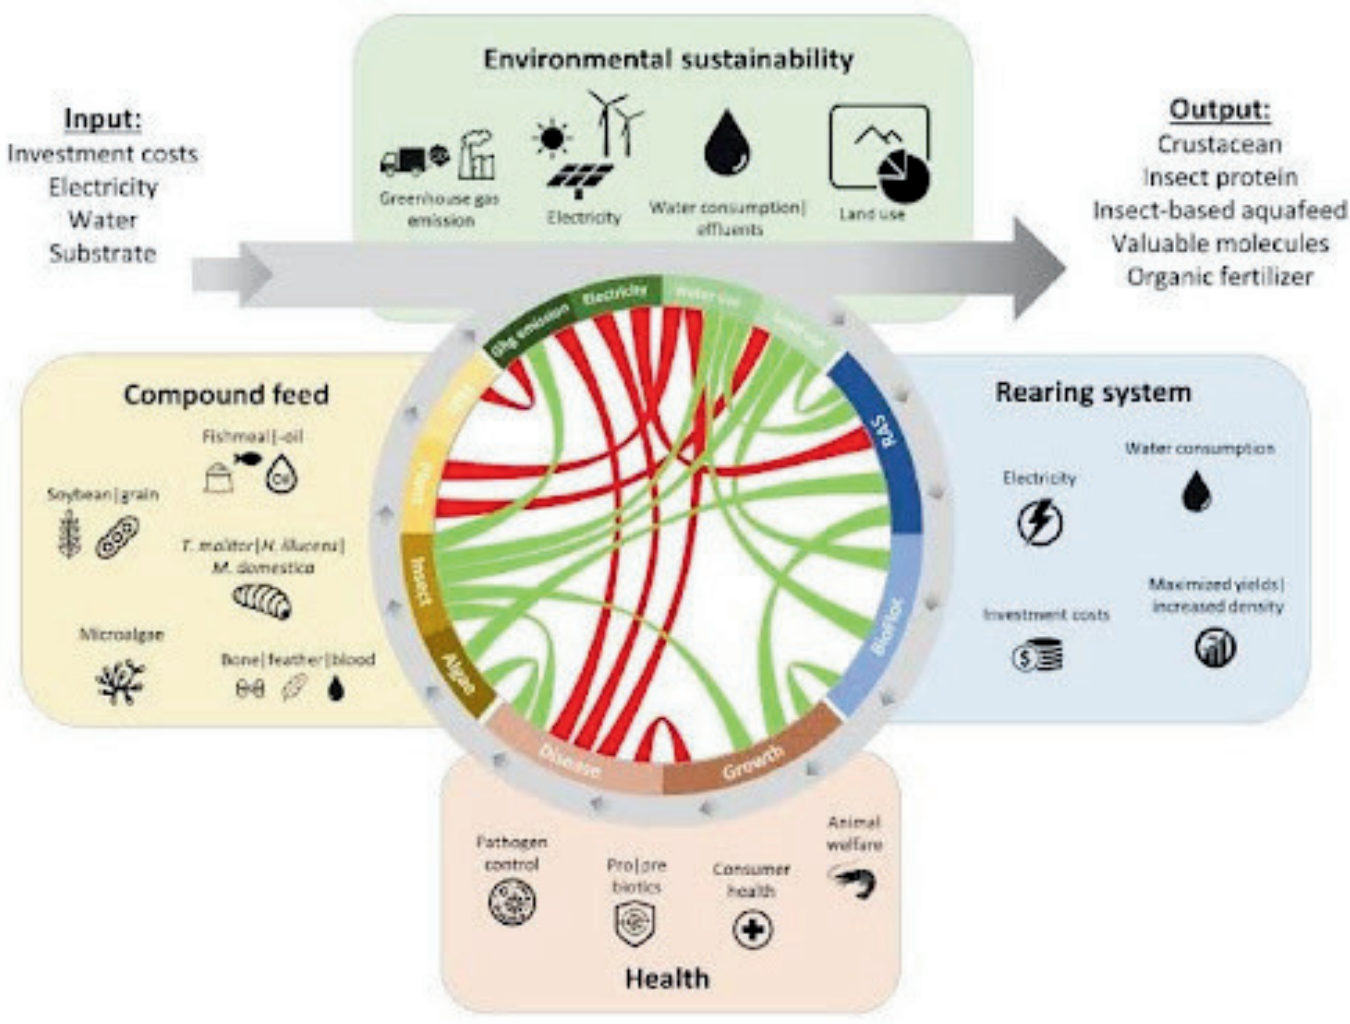 Environmental sustainability
Greenhouse gas
emission
Electricity
Water consumption|
effluents
Land use
Input:
Investment costs
Electricity
Water
Substrate
Output:
Crustacean
Insect protein
Insect-based aquafeed
Valuable molecules
Organic fertilizer
Ghg emission
Electricity
Water use
RAS
BioFloc
Growth
Disease
Algae
Insect
Compound feed
Fishmeal|-oil
Oil
Soybean|grain
T. molitor|H. illucens|
M. domestica
Microalgae
Bone|feather|blood
Rearing system
Water consumption
Electricity
Maximized yields|
increased density
Investment costs
$
Pathogen
control
Pro|pre
biotics
Consumer
health
Animal
welfare
Health